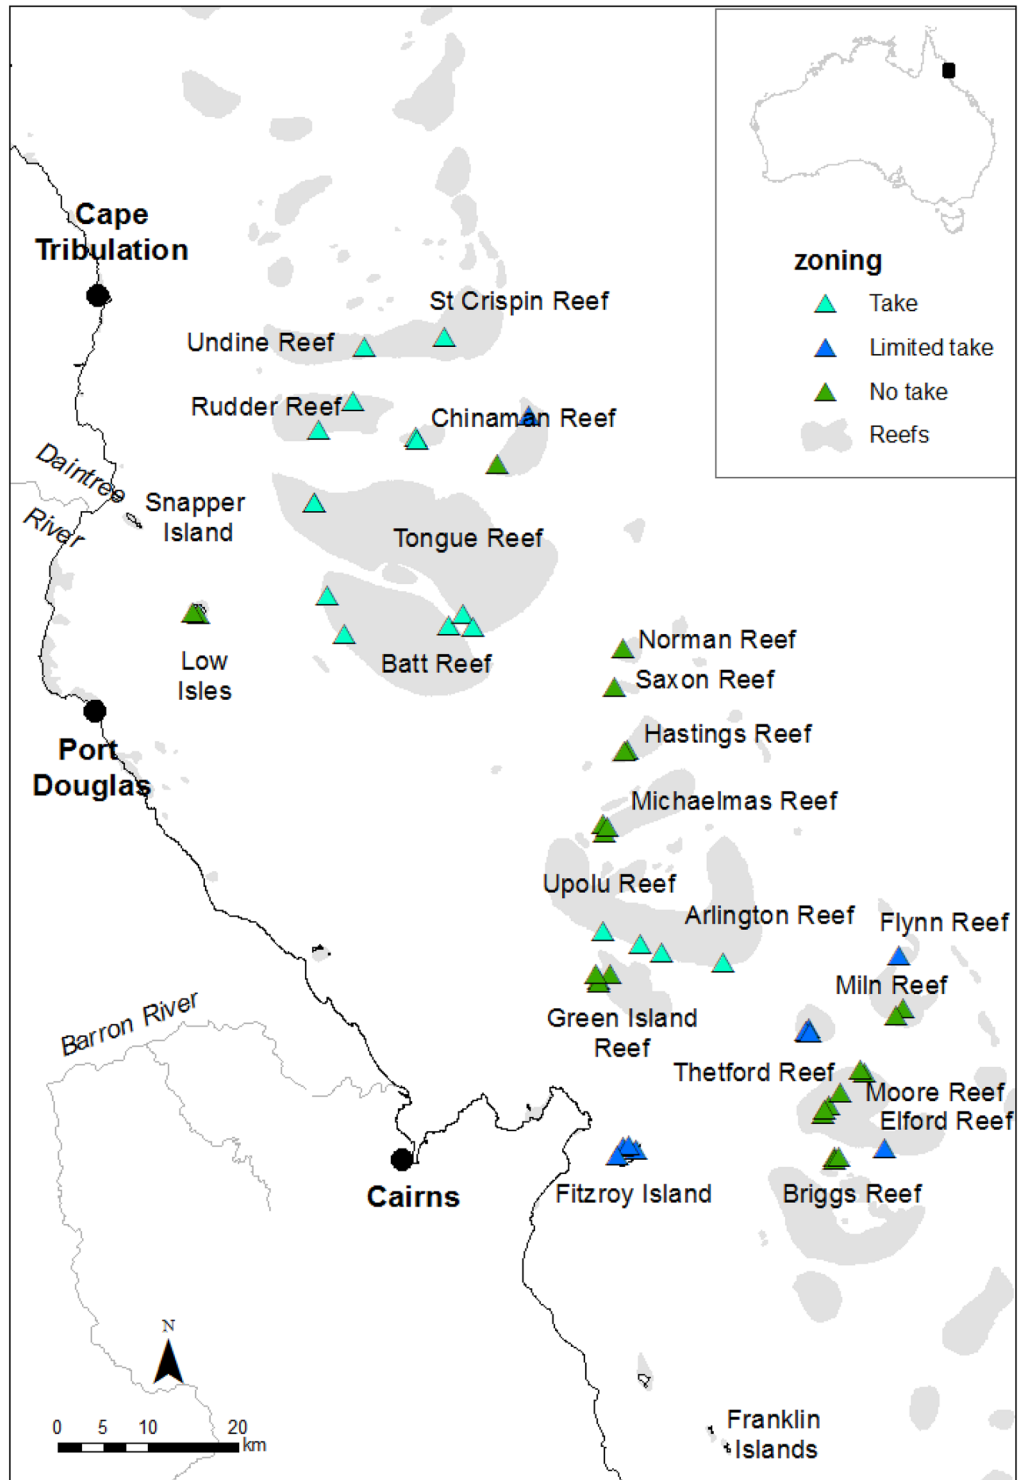 Cape
Tribulation
St Crispin Reef
Undine Reef
zoning
Take
Limited take
No take
Reefs
Rudder Reef
Chinaman Reef
Daintree
River
Snapper
Island
Tongue Reef
Low
Isles
Batt Reef
Norman Reef
Saxon Reef
Port
Douglas
Hastings Reef
Michaelmas Reef
Upolu Reef
Arlington Reef
Flynn Reef
Miln Reef
Green Island
Reef
Barron River
Thetford Reef
Moore Reef
Elford Reef
Cairns
Fitzroy Island
Briggs Reef
N
0 5 10 20
km
Franklin
Islands